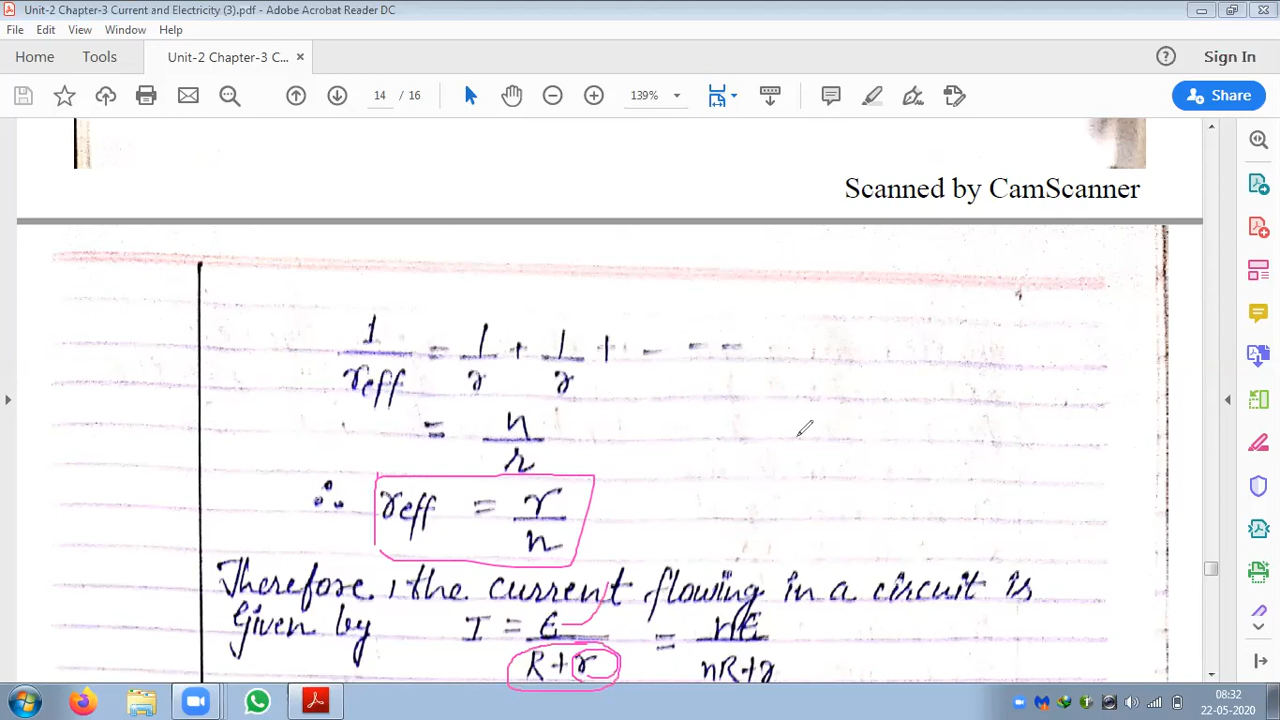 Unit-2 Chapter-3 Current and Electricity (3).pdf - Adobe Acrobat Reader DC
File Edit View Window Help
Home Tools Unit-2 Chapter-3 C... × Sign In
14 / 16 139% Share
Scanned by CamScanner
1/reff = 1/r + 1/r + - - - -
= n/r
∴ reff = r/n
Therefore, the current flowing in a circuit is
Given by I = E/R+r = nE/nR+r
08:32
22-05-2020